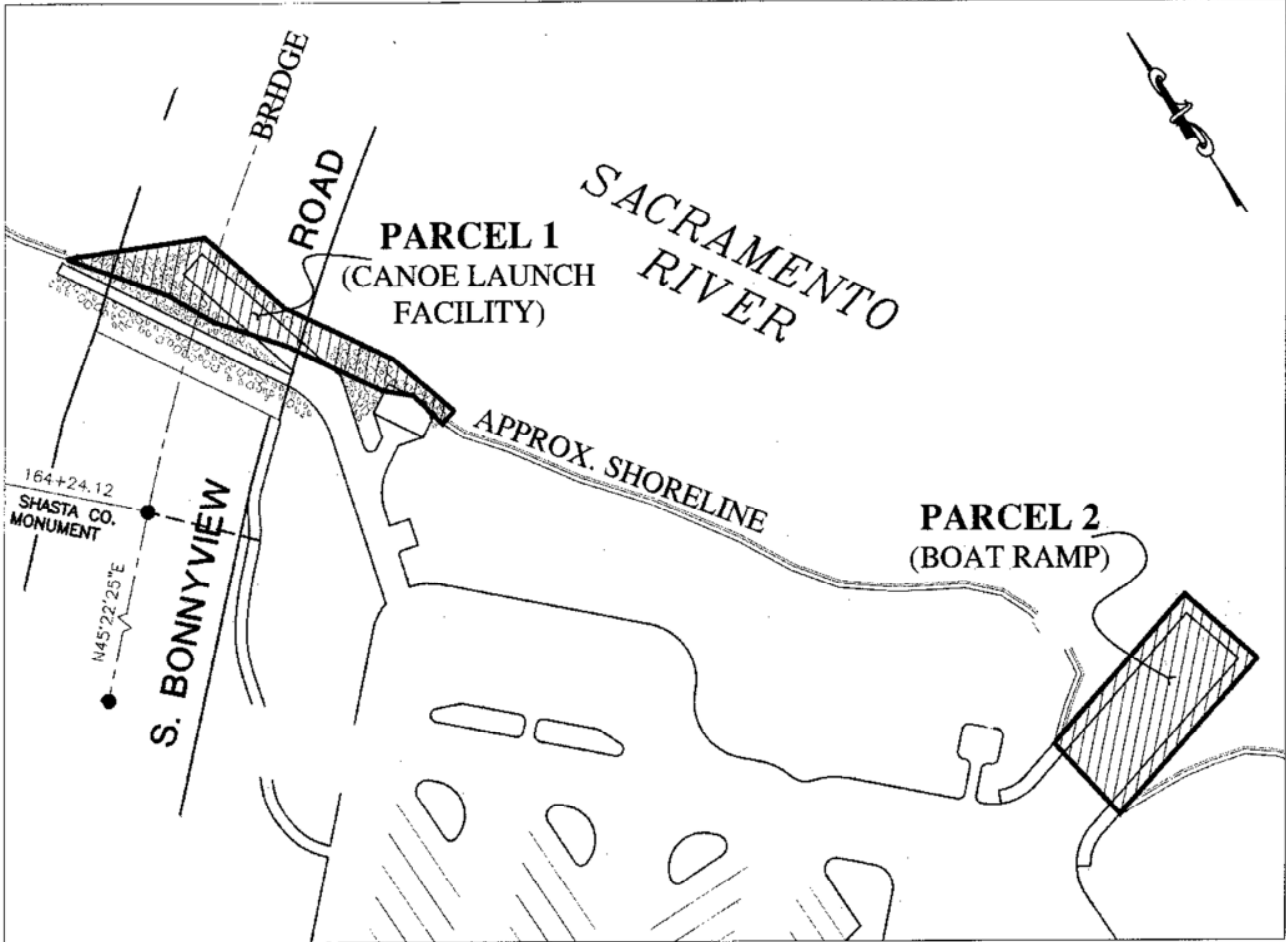 BRIDGE
ROAD
SACRAMENTO
RIVER
PARCEL 1
(CANOE LAUNCH
FACILITY)
APPROX. SHORELINE
PARCEL 2
(BOAT RAMP)
164+24.12
SHASTA CO.
MONUMENT
N45°22'25"E
S. BONNYVIEW